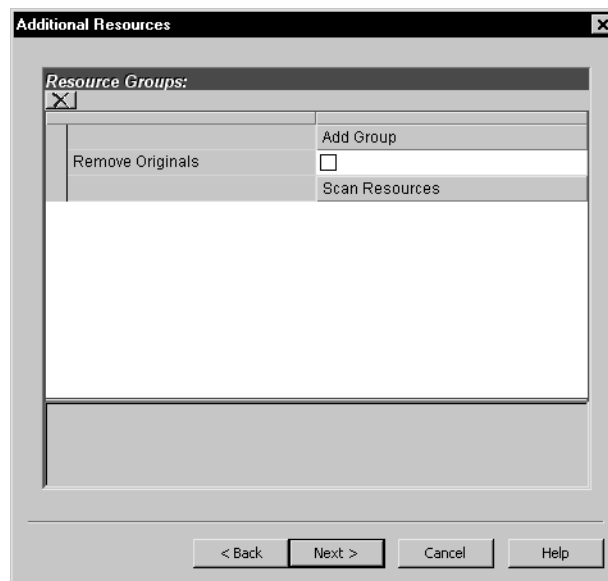 Additional Resources
Resource Groups:
Add Group
Remove Originals
Scan Resources
< Back Next > Cancel Help